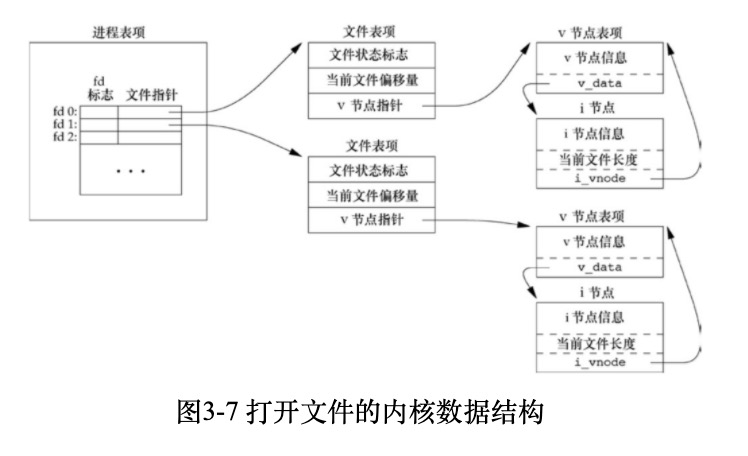 进程表项
fd
标志 文件指针
fd 0:
fd 1:
fd 2:
• • •
文件表项
文件状态标志
当前文件偏移量
v 节点指针
文件表项
文件状态标志
当前文件偏移量
v 节点指针
v 节点表项
v 节点信息
v_data
i 节点
i 节点信息
当前文件长度
i_vnode
v 节点表项
v 节点信息
v_data
i 节点
i 节点信息
当前文件长度
i_vnode
图3-7 打开文件的内核数据结构